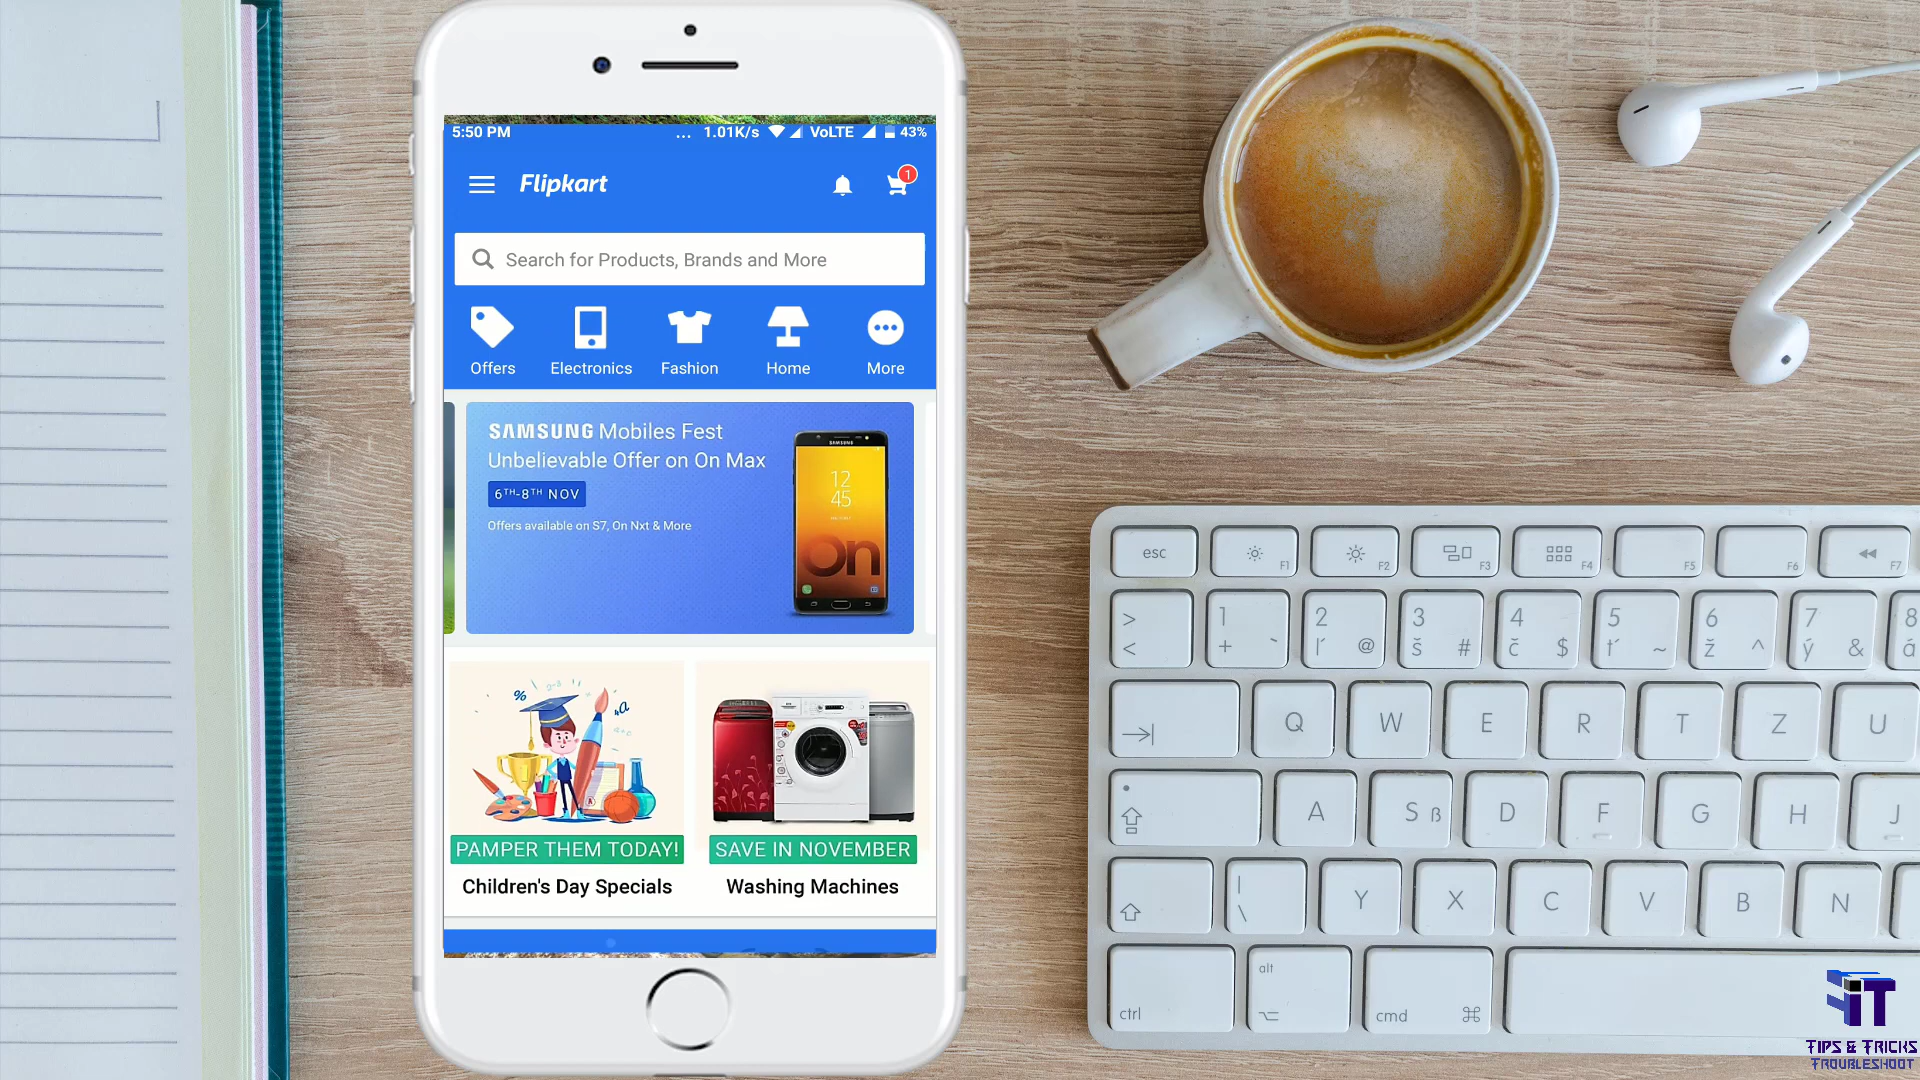 5:50 PM ... 1.01K/s VoLTE 43%
Flipkart 1
Search for Products, Brands and More
Offers Electronics Fashion Home More
SAMSUNG Mobiles Fest
Unbelievable Offer on On Max
6TH-8TH NOV
Offers available on S7, On Nxt & More
SAMSUNG
12
45
On
PAMPER THEM TODAY! SAVE IN NOVEMBER
Children's Day Specials Washing Machines
esc F1 F2 F3 F4 F5 F6 F7
> 1 2 3 4 5 6 7 8
< + ˇ ľ @ š # č $ ť ~ ž ^ ý & á
Q W E R T Z U
A S ß D F G H J
| \ Y X C V B N
alt
ctrl cmd ⌘
iT
TIPS & TRICKS
TROUBLESHOOT